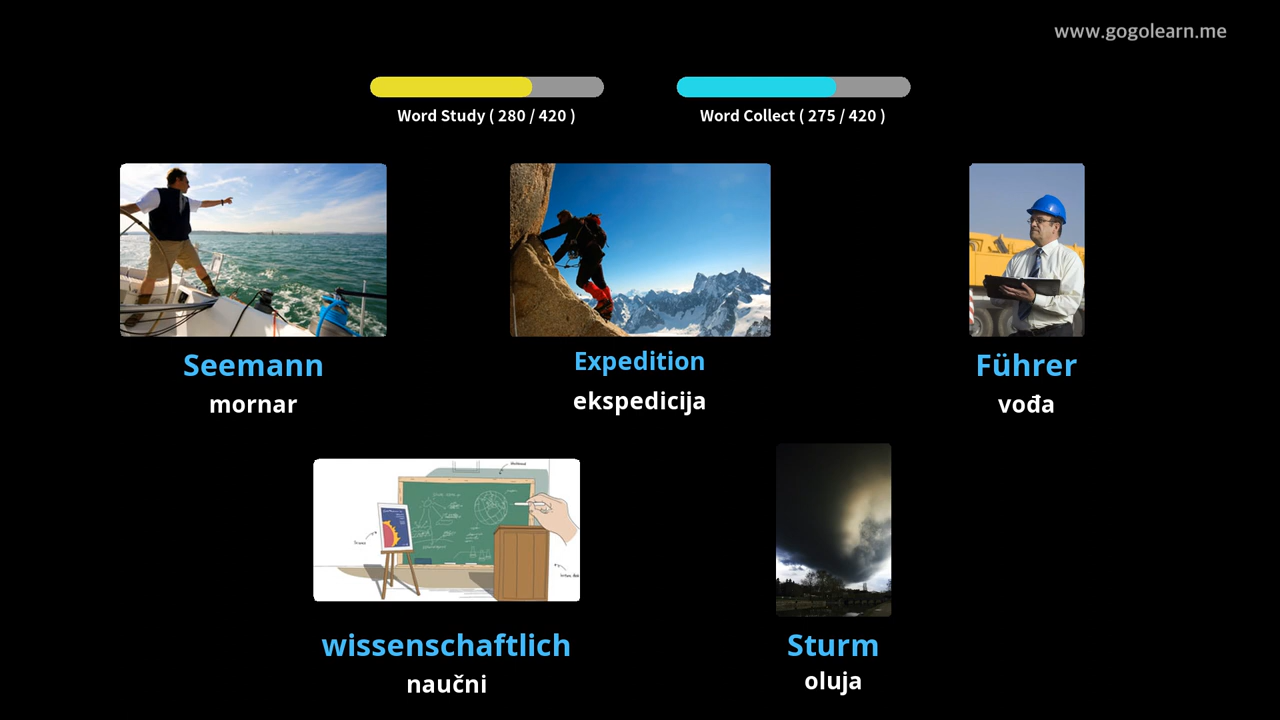 www.gogolearn.me
Word Study ( 280 / 420 )
Word Collect ( 275 / 420 )
Seemann
mornar
Expedition
ekspedicija
Führer
vođa
wissenschaftlich
naučni
Sturm
oluja